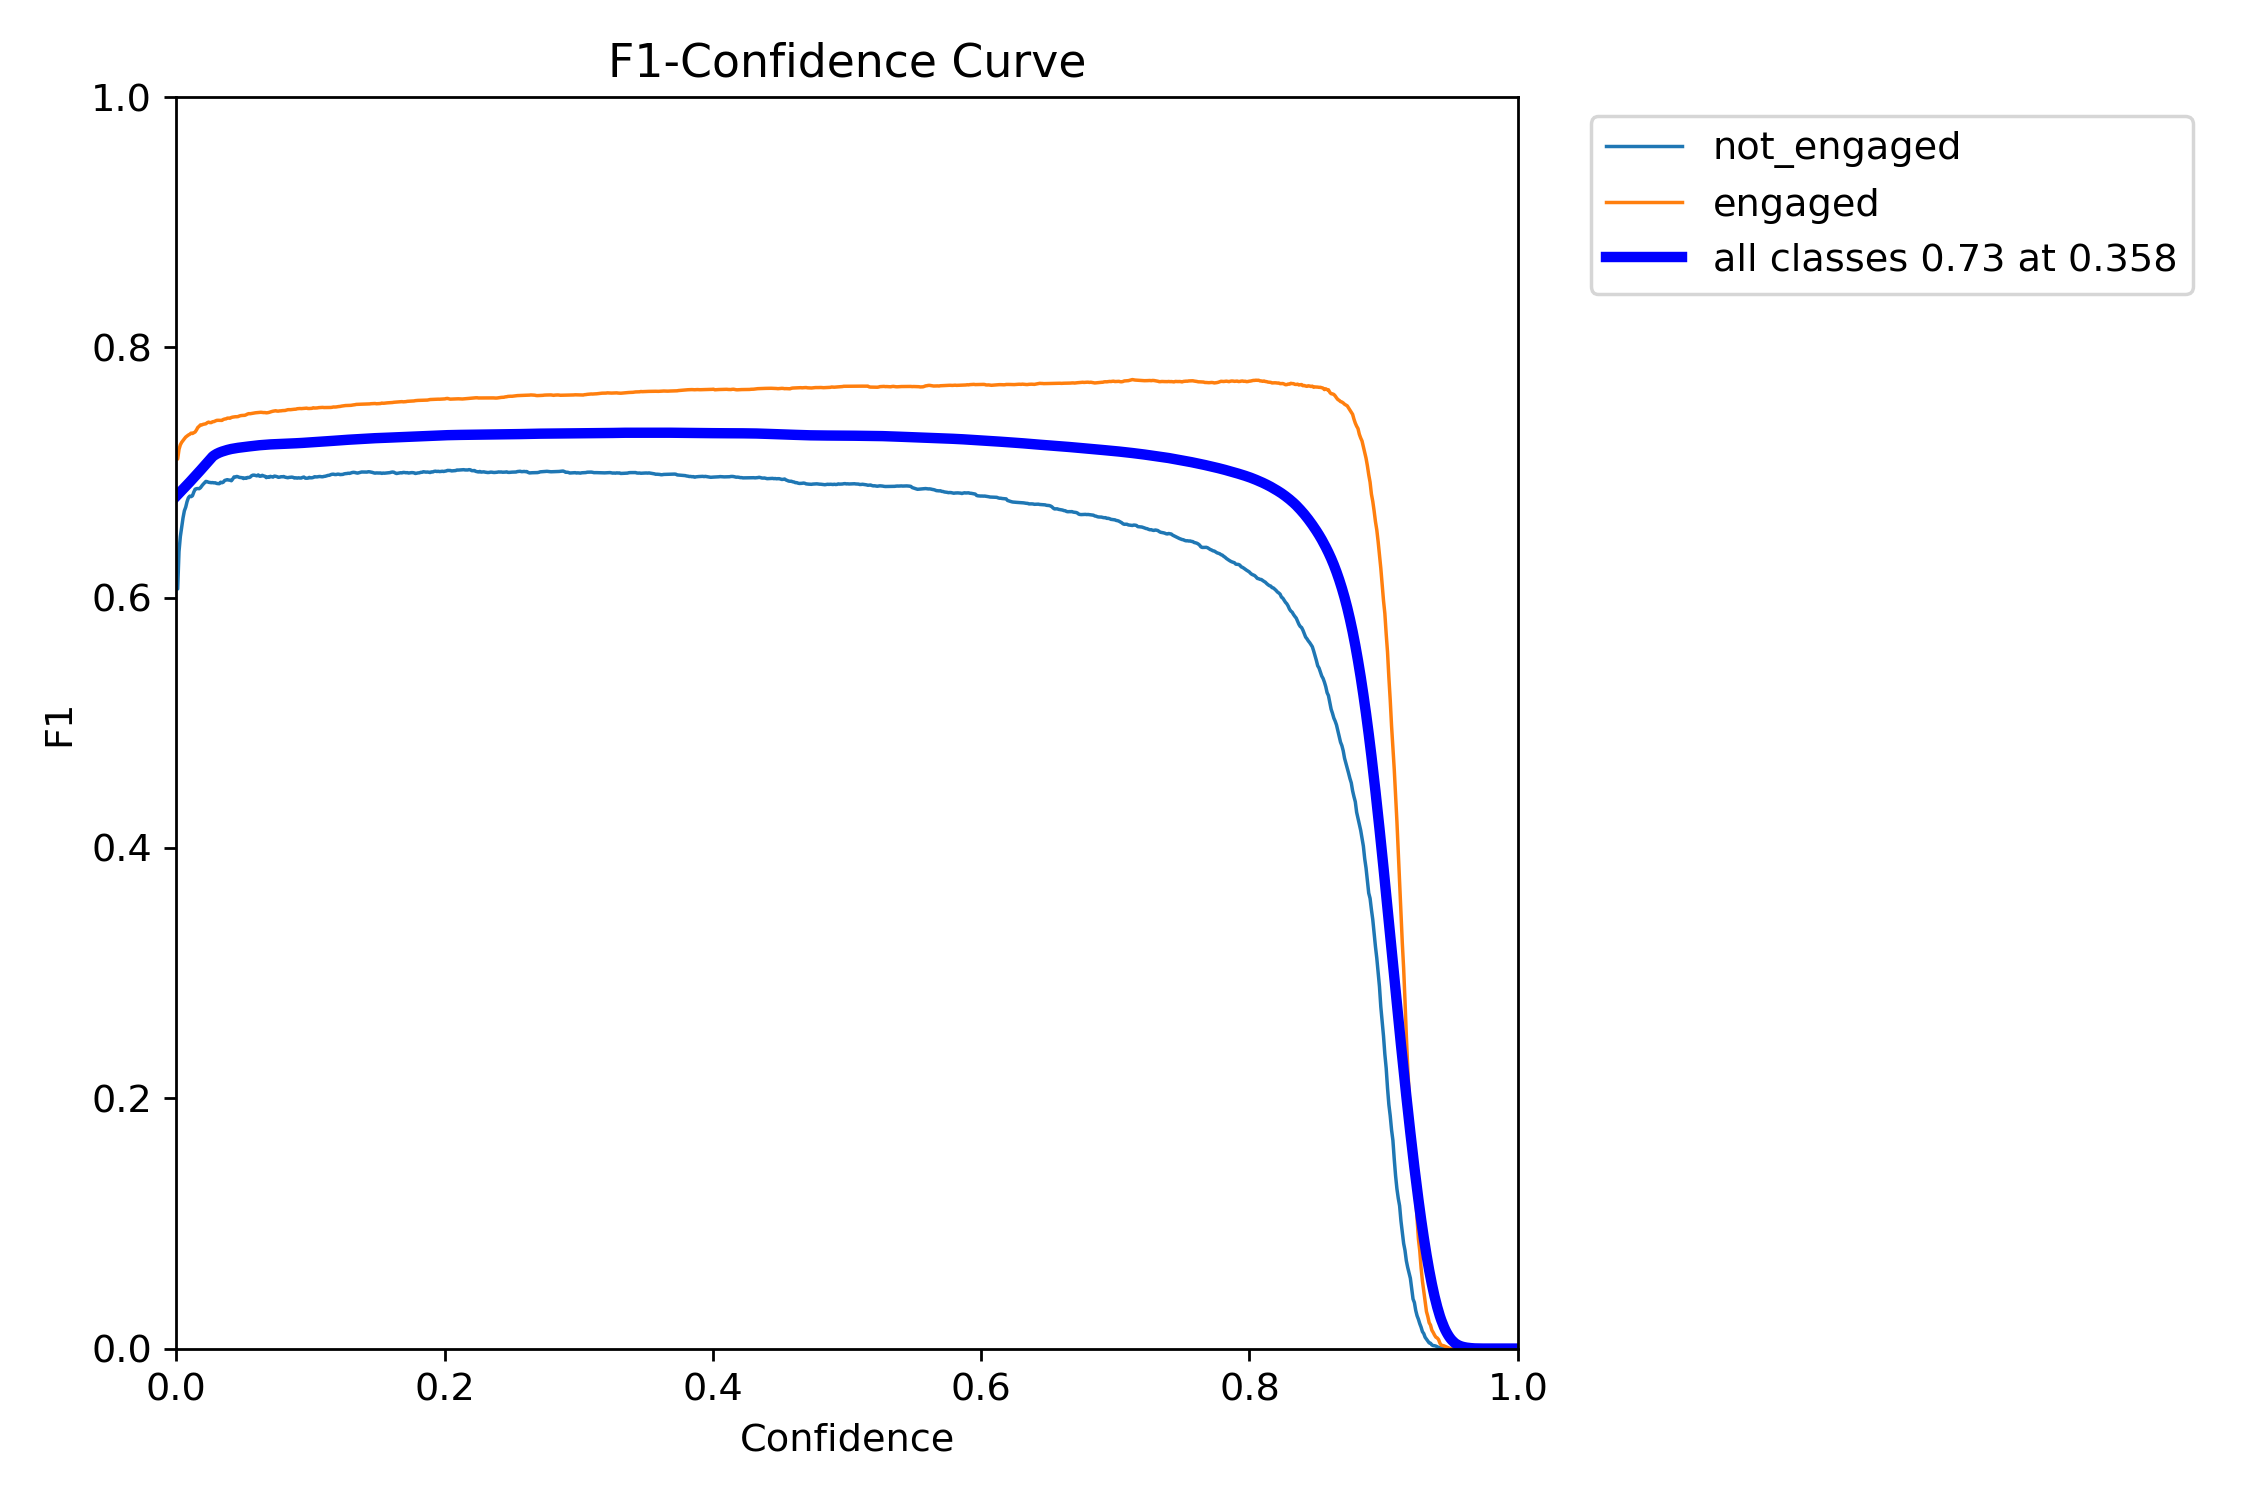 F1-Confidence Curve
1.0
0.8
0.6
0.4
0.2
0.0
F1
0.0 0.2 0.4 0.6 0.8 1.0
Confidence
not_engaged
engaged
all classes 0.73 at 0.358